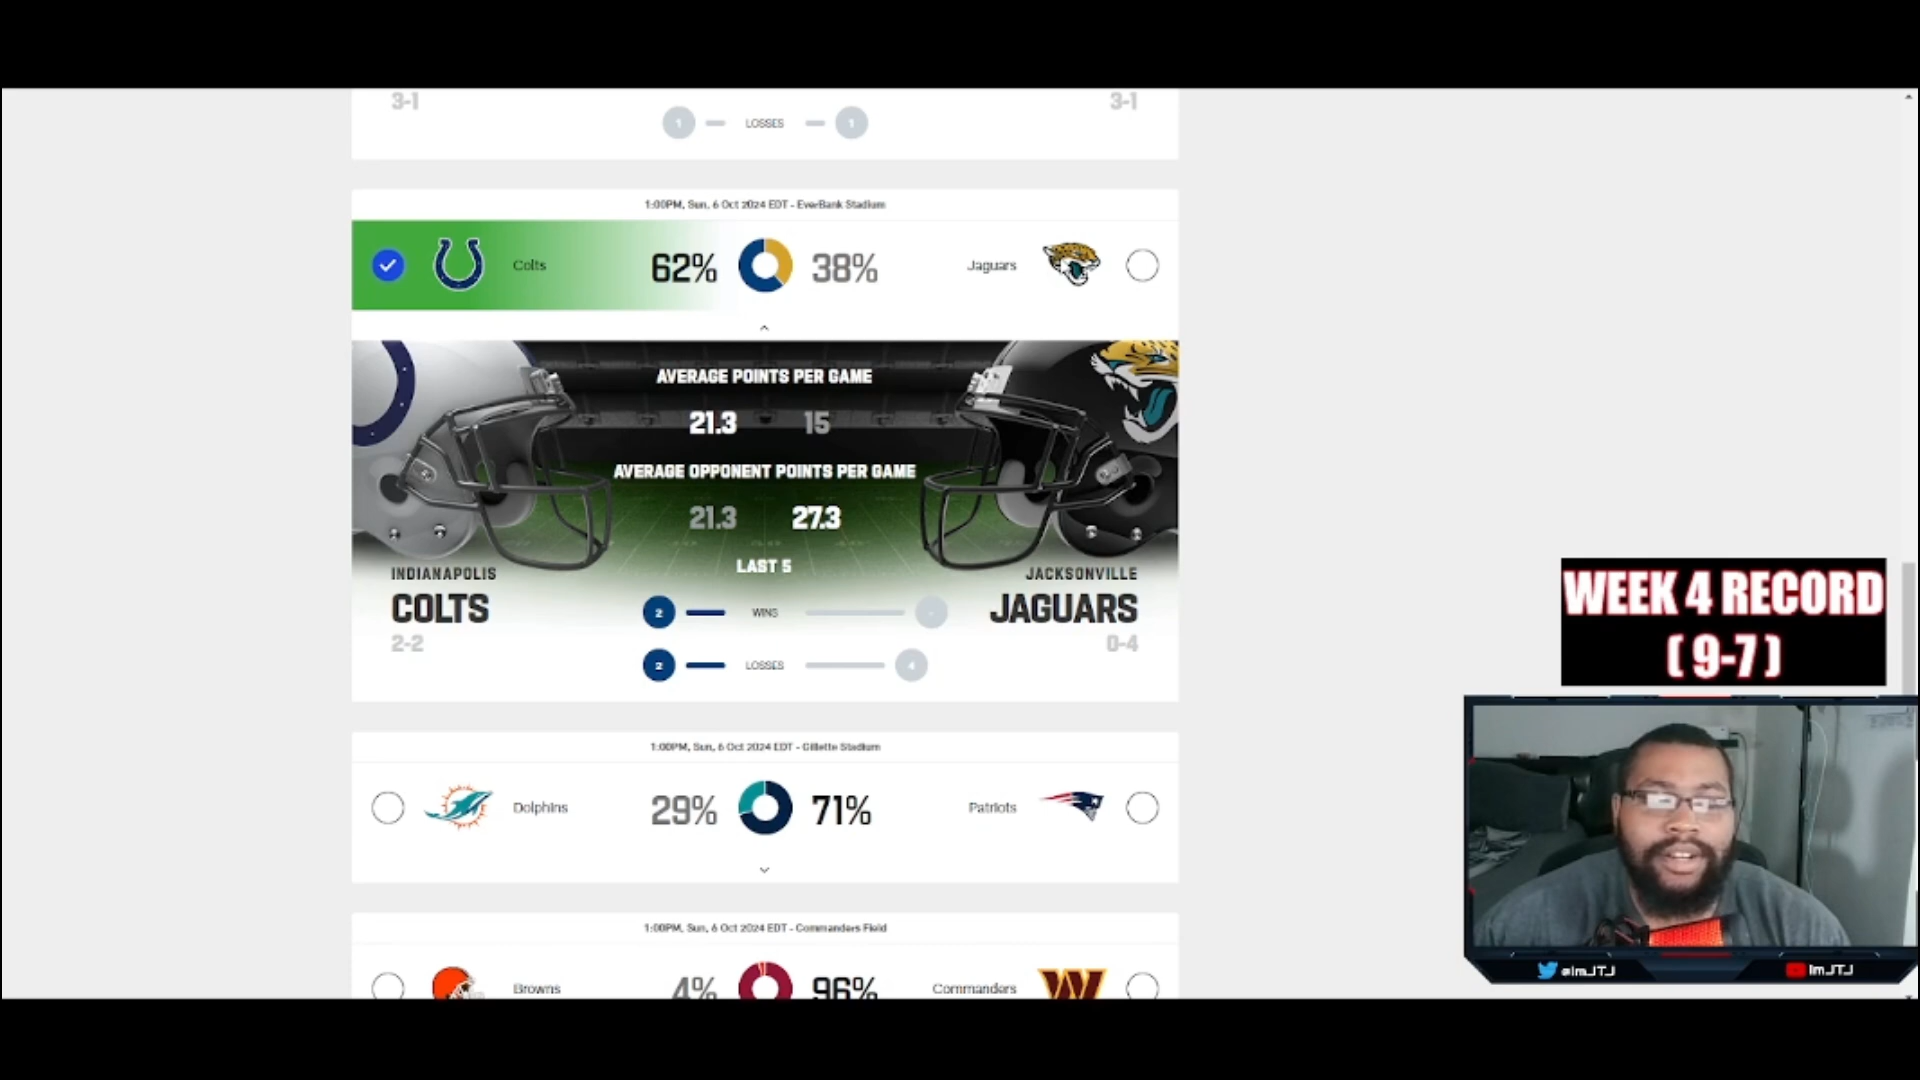 3-1
3-1
1 LOSSES 1
1:00PM, Sun, 6 Oct 2024 EDT - EverBank Stadium
Colts 62% 38% Jaguars
AVERAGE POINTS PER GAME
21.3 15
AVERAGE OPPONENT POINTS PER GAME
21.3 27.3
LAST 5
INDIANAPOLIS
COLTS
2-2
JACKSONVILLE
JAGUARS
0-4
2 WINS -
2 LOSSES 4
1:00PM, Sun, 6 Oct 2024 EDT - Gillette Stadium
Dolphins 29% 71% Patriots
1:00PM, Sun, 6 Oct 2024 EDT - Commanders Field
Browns 4% 96% Commanders
WEEK 4 RECORD
( 9-7 )
@ImJTJ
ImJTJ